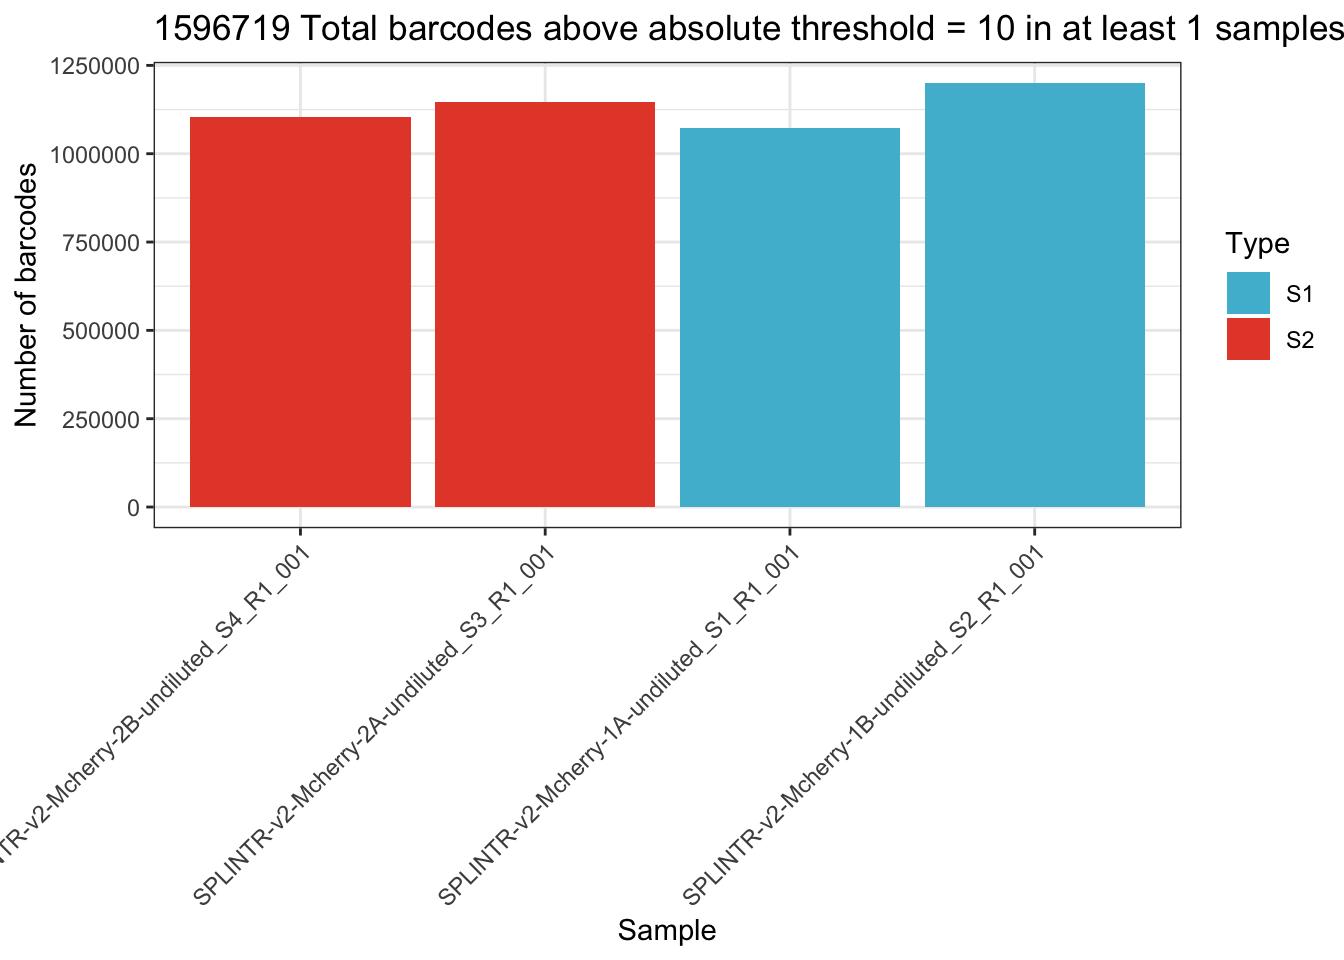 1596719 Total barcodes above absolute threshold = 10 in at least 1 samples
Number of barcodes
1250000
1000000
750000
500000
250000
0
Type
S1
S2
NTR-v2-Mcherry-2B-undiluted_S4_R1_001
SPLINTR-v2-Mcherry-2A-undiluted_S3_R1_001
SPLINTR-v2-Mcherry-1A-undiluted_S1_R1_001
SPLINTR-v2-Mcherry-1B-undiluted_S2_R1_001
Sample